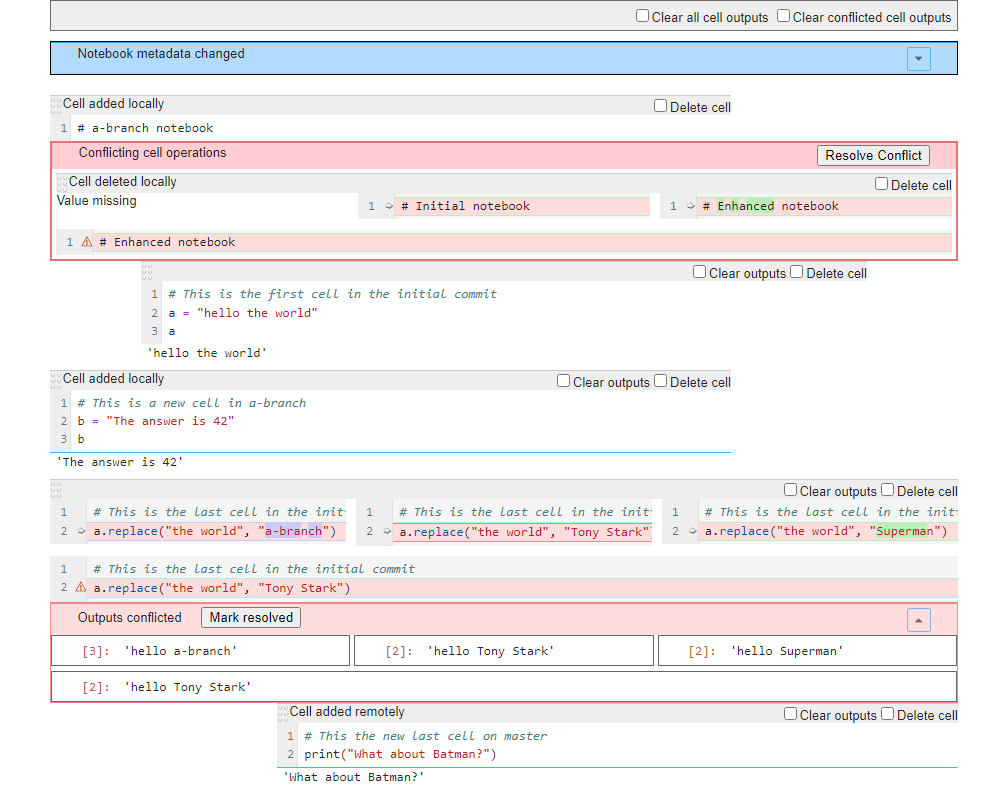 Clear all cell outputs Clear conflicted cell outputs
Notebook metadata changed
Cell added locally Delete cell
1 # a-branch notebook
Conflicting cell operations Resolve Conflict
Cell deleted locally Delete cell
Value missing 1 # Initial notebook 1 # Enhanced notebook
1 # Enhanced notebook
Clear outputs Delete cell
1 # This is the first cell in the initial commit
2 a = "hello the world"
3 a
'hello the world'
Cell added locally Clear outputs Delete cell
1 # This is a new cell in a-branch
2 b = "The answer is 42"
3 b
'The answer is 42'
Clear outputs Delete cell
1 # This is the last cell in the init 1 # This is the last cell in the init 1 # This is the last cell in the init
2 a.replace("the world", "a-branch") 2 a.replace("the world", "Tony Stark" 2 a.replace("the world", "Superman")
1 # This is the last cell in the initial commit
2 a.replace("the world", "Tony Stark")
Outputs conflicted Mark resolved
[3]: 'hello a-branch' [2]: 'hello Tony Stark' [2]: 'hello Superman'
[2]: 'hello Tony Stark'
Cell added remotely Clear outputs Delete cell
1 # This the new last cell on master
2 print("What about Batman?")
'What about Batman?'